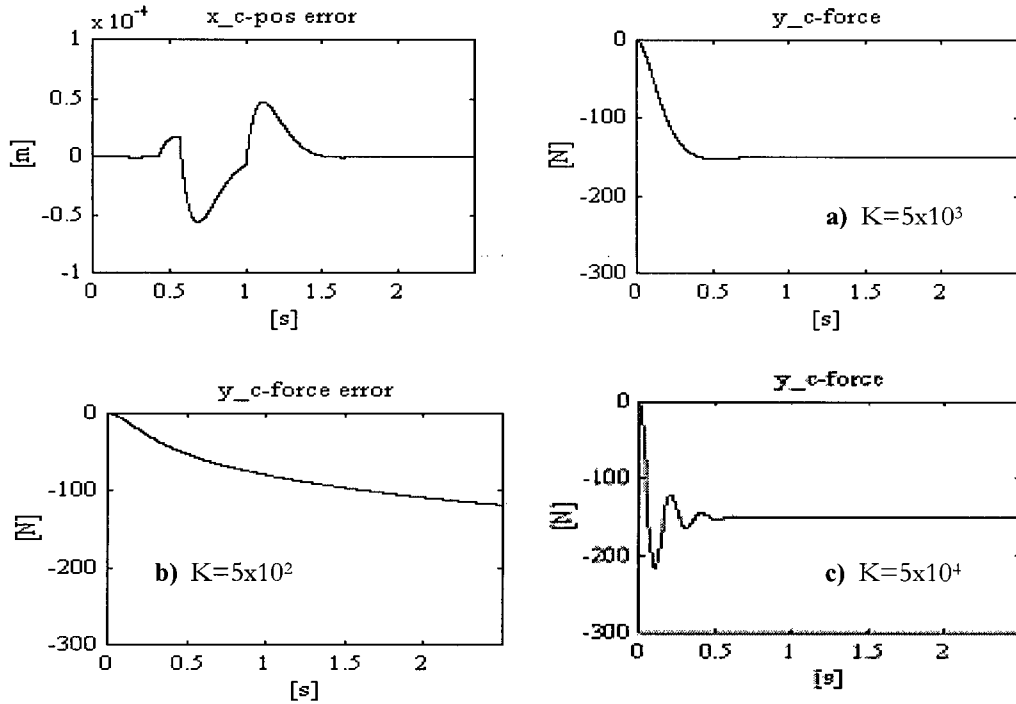 x_c-pos error
x 10⁻⁴
1
0.5
0
-0.5
-1
[m]
0 0.5 1 1.5 2
[s]
y_c-force
0
-100
-200
-300
[N]
a) K=5x10³
0 0.5 1 1.5 2
[s]
y_c-force error
0
-100
-200
-300
[N]
b) K=5x10²
0 0.5 1 1.5 2
[s]
y_c-force
0
-100
-200
-300
[N]
c) K=5x10⁴
0 0.5 1 1.5 2
[s]